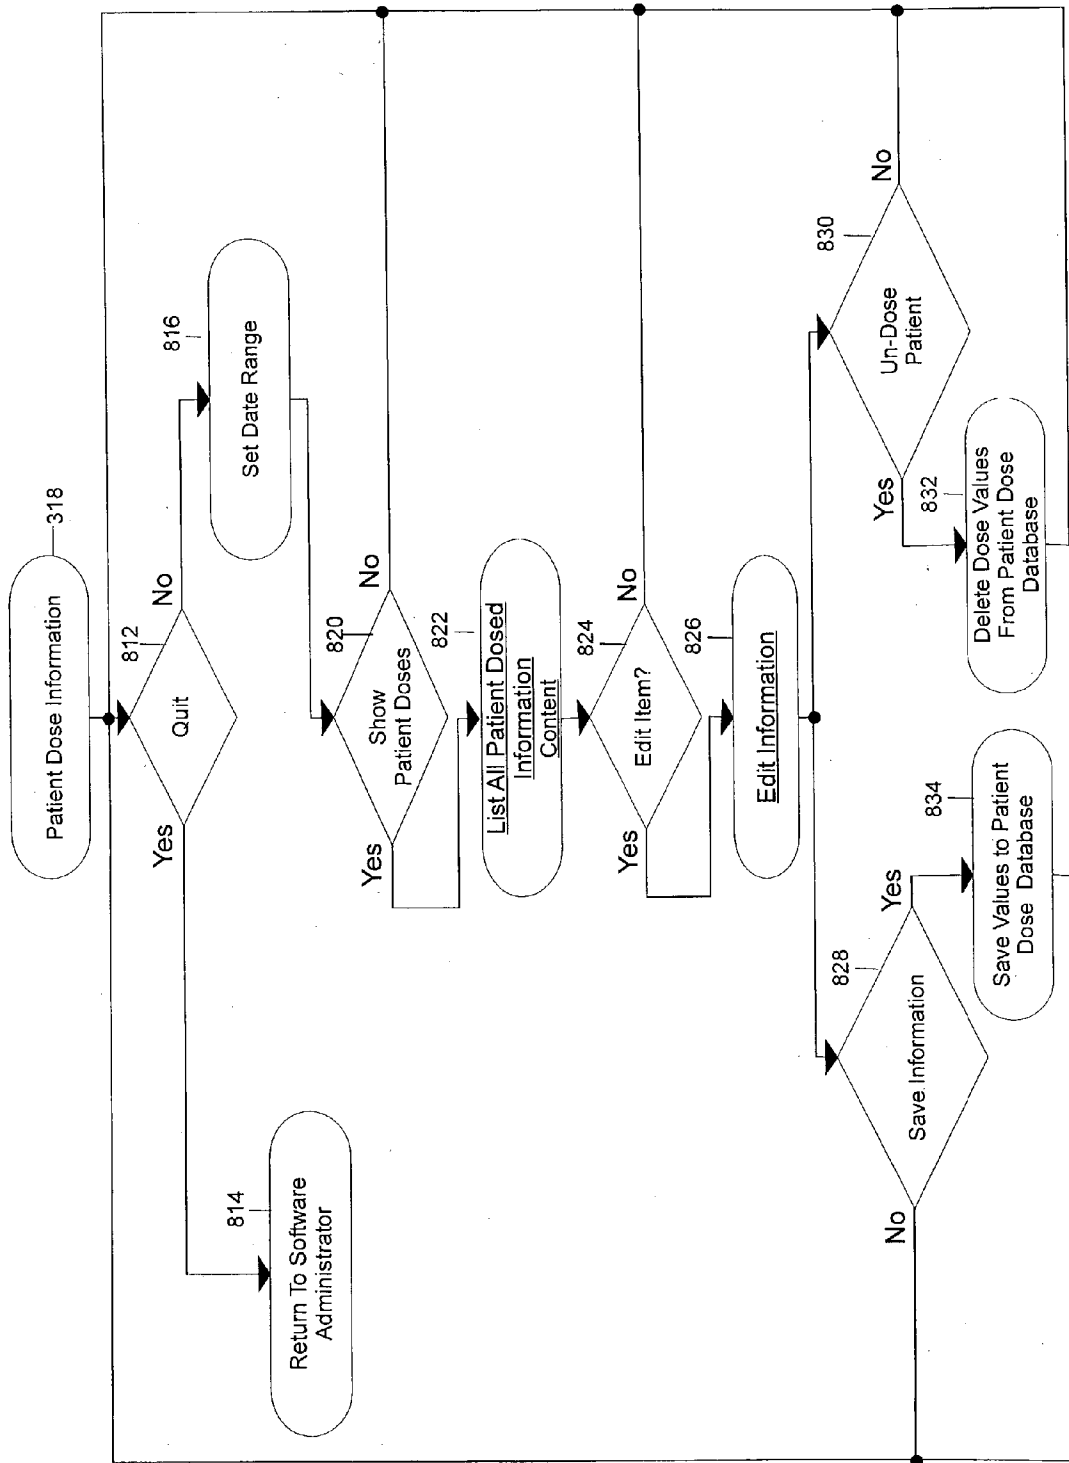 Patient Dose Information
318
812
Quit
Yes
No
814
Return To Software
Administrator
816
Set Date Range
820
Show
Patient Doses
Yes
No
822
List All Patient Dosed
Information
Content
824
Edit Item?
Yes
No
826
Edit Information
828
Save Information
No
Yes
834
Save Values to Patient
Dose Database
830
Un-Dose
Patient
Yes
No
832
Delete Dose Values
From Patient Dose
Database